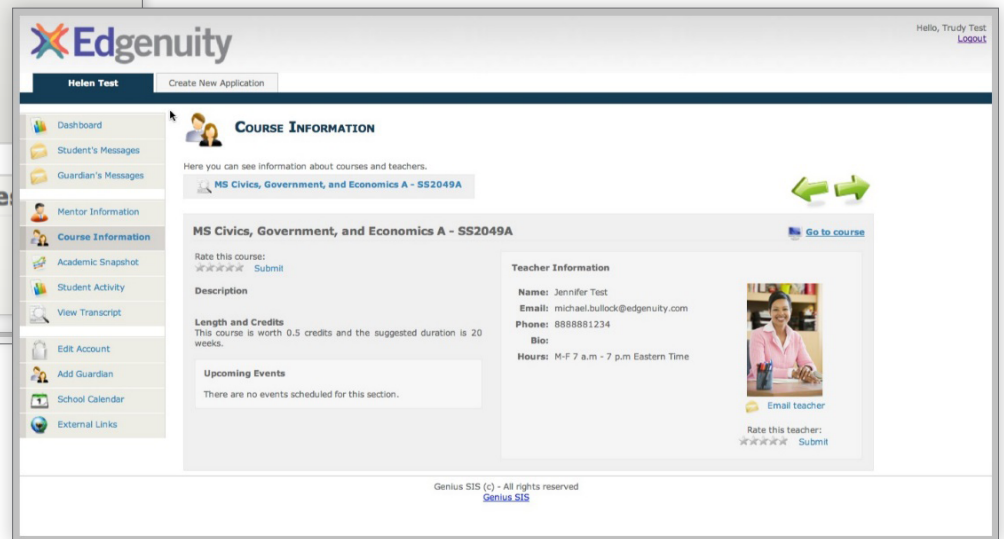 Edgenuity
Hello, Trudy Test
Logout
Helen Test
Create New Application
Dashboard
Student's Messages
Guardian's Messages
Mentor Information
Course Information
Academic Snapshot
Student Activity
View Transcript
Edit Account
Add Guardian
School Calendar
External Links
COURSE INFORMATION
Here you can see information about courses and teachers.
MS Civics, Government, and Economics A - SS2049A
MS Civics, Government, and Economics A - SS2049A
Go to course
Rate this course:
Submit
Description
Length and Credits
This course is worth 0.5 credits and the suggested duration is 20
weeks.
Upcoming Events
There are no events scheduled for this section.
Teacher Information
Name: Jennifer Test
Email: michael.bullock@edgenuity.com
Phone: 8888881234
Bio:
Hours: M-F 7 a.m - 7 p.m Eastern Time
Email teacher
Rate this teacher:
Submit
Genius SIS (c) - All rights reserved
Genius SIS